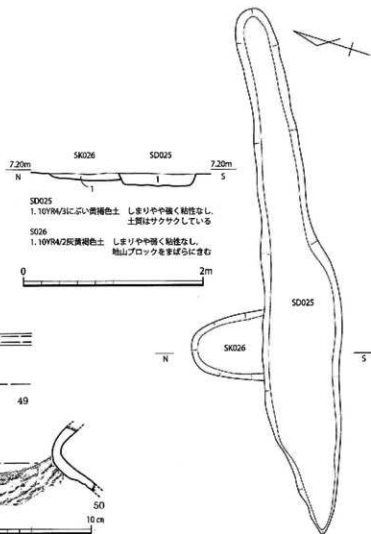 SK026 SD025
7.20m 7.20m
N S
1 1
SD025
1. 10YR4/3にぶい黄褐色土 しまりやや強く粘性なし。
土質はサクサクしている
S026
1. 10YR4/2灰黄褐色土 しまりやや強く粘性なし。
地山ブロックをまばらに含む
0 2m
SD025
SK026
N S
49
50
10cm